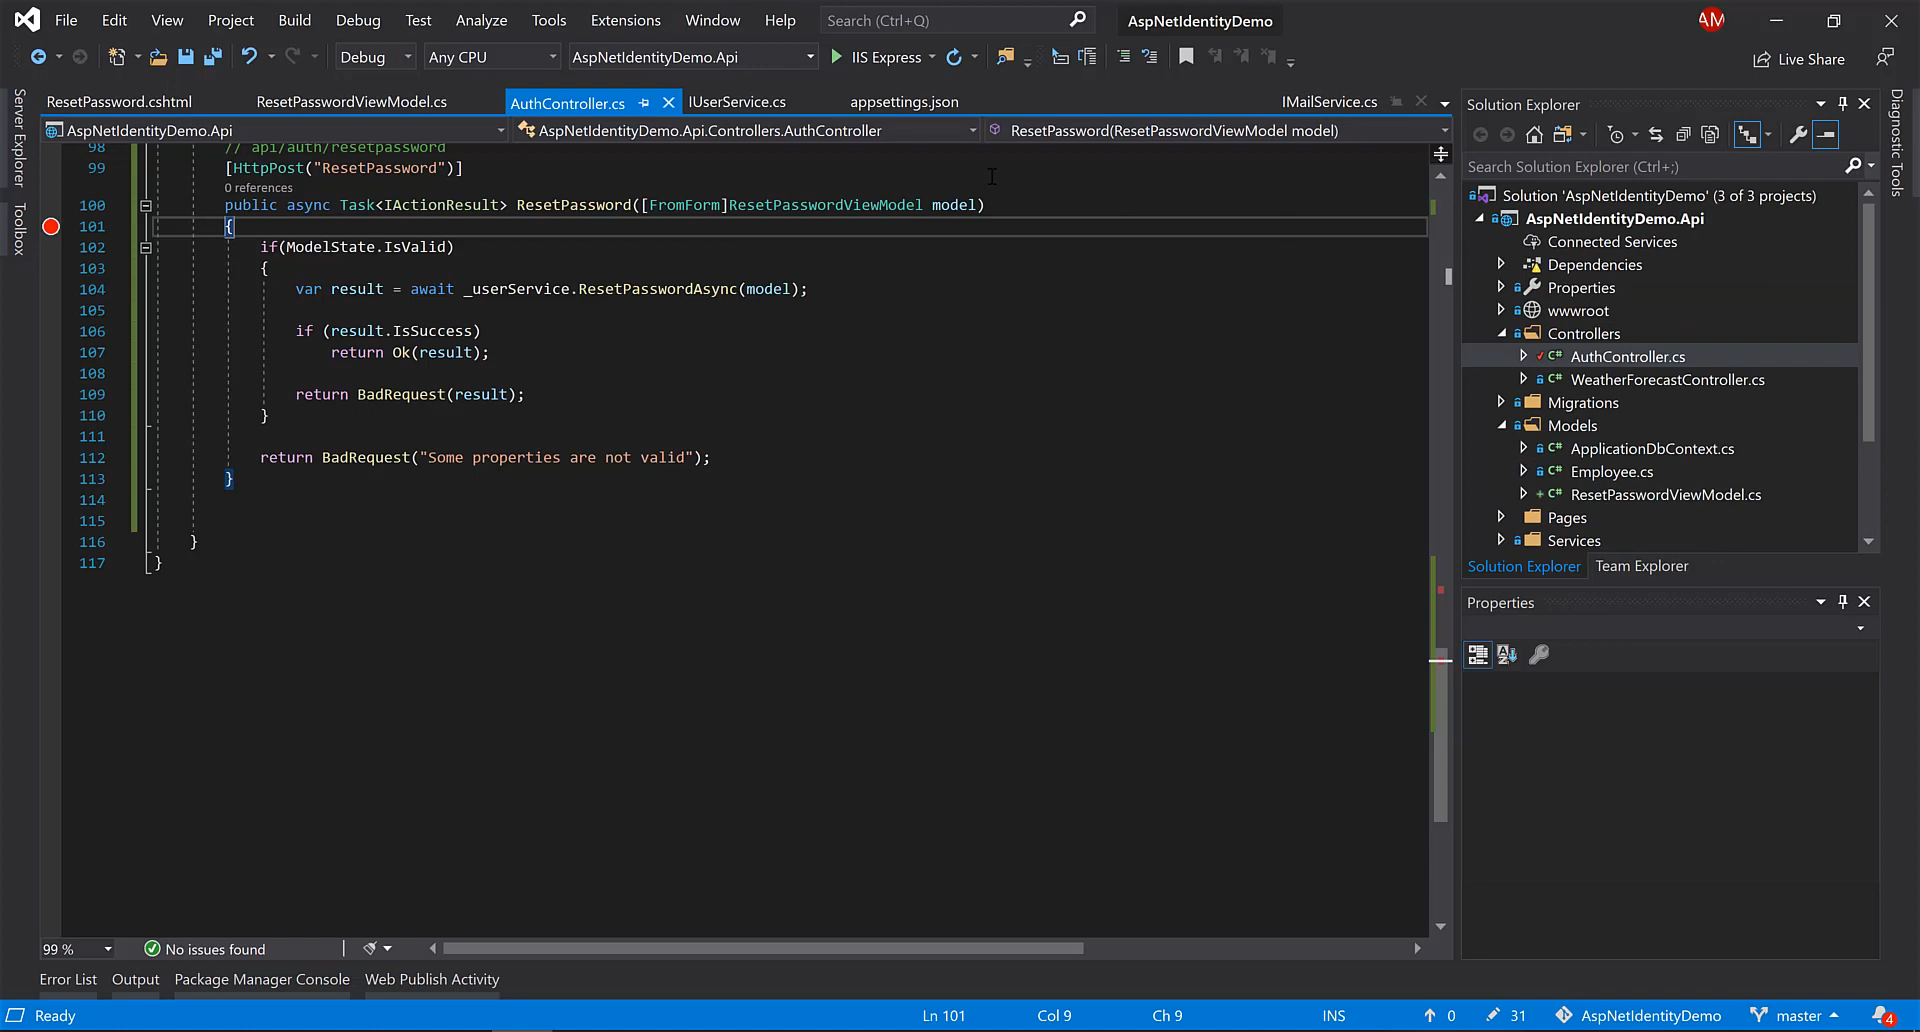 File Edit View Project Build Debug Test Analyze Tools Extensions Window Help Search (Ctrl+Q) AspNetIdentityDemo AM
Debug Any CPU AspNetIdentityDemo.Api IIS Express Live Share
Server Explorer
Toolbox
ResetPassword.cshtml ResetPasswordViewModel.cs AuthController.cs IUserService.cs appsettings.json IMailService.cs
AspNetIdentityDemo.Api AspNetIdentityDemo.Api.Controllers.AuthController ResetPassword(ResetPasswordViewModel model)
98 // api/auth/resetpassword
99 [HttpPost("ResetPassword")]
0 references
100 public async Task<IActionResult> ResetPassword([FromForm]ResetPasswordViewModel model)
101 {
102 if(ModelState.IsValid)
103 {
104 var result = await _userService.ResetPasswordAsync(model);
105
106 if (result.IsSuccess)
107 return Ok(result);
108
109 return BadRequest(result);
110 }
111
112 return BadRequest("Some properties are not valid");
113 }
114
115
116 }
117 }
99 % No issues found
Solution Explorer
Search Solution Explorer (Ctrl+;)
Solution 'AspNetIdentityDemo' (3 of 3 projects)
AspNetIdentityDemo.Api
Connected Services
Dependencies
Properties
wwwroot
Controllers
C# AuthController.cs
C# WeatherForecastController.cs
Migrations
Models
C# ApplicationDbContext.cs
C# Employee.cs
C# ResetPasswordViewModel.cs
Pages
Services
Solution Explorer Team Explorer
Properties
Diagnostic Tools
Error List Output Package Manager Console Web Publish Activity
Ready Ln 101 Col 9 Ch 9 INS 0 31 AspNetIdentityDemo master 4